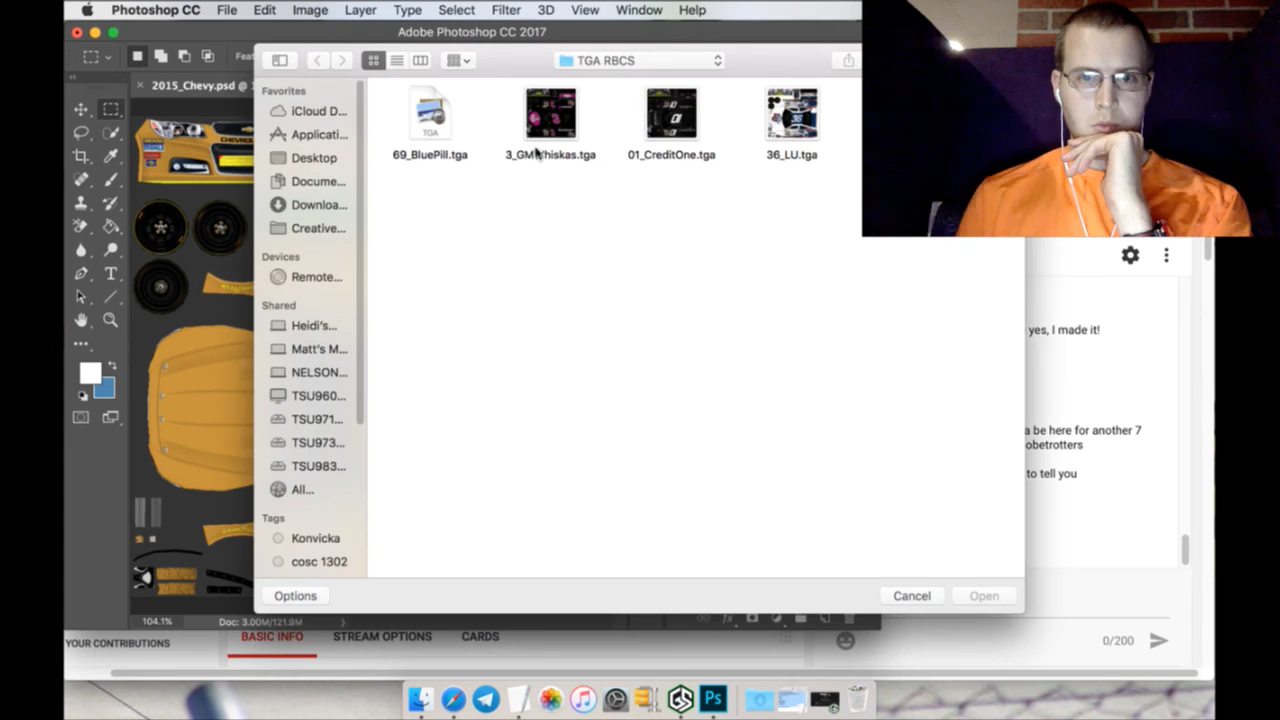 Photoshop CC File Edit Image Layer Type Select Filter 3D View Window Help
Adobe Photoshop CC 2017
Feat
TGA RBCS
2015_Chevy.psd @
Favorites
iCloud D...
Applicati...
Desktop
Docume...
Downloa...
Creative...
Devices
Remote...
Shared
Heidi's...
Matt's M...
NELSON...
TSU960...
TSU971...
TSU973...
TSU983...
All...
Tags
Konvicka
cosc 1302
TGA
69_BluePill.tga 01_CreditOne.tga 36_LU.tga
yes, I made it!
a be here for another 7
obetrotters
to tell you
Options Cancel Open
104.1% Doc: 3.00M/121.9M
YOUR CONTRIBUTIONS BASIC INFO STREAM OPTIONS CARDS
0/200
Ps